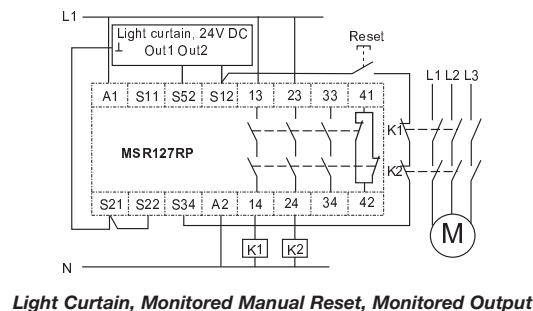 L1
Light curtain, 24V DC
⊥ Out1 Out2
Reset
L1 L2 L3
A1 S11 S52 S12 13 23 33 41
K1
MSR127RP
K2
S21 S22 S34 A2 14 24 34 42
M
K1 K2
N
Light Curtain, Monitored Manual Reset, Monitored Output